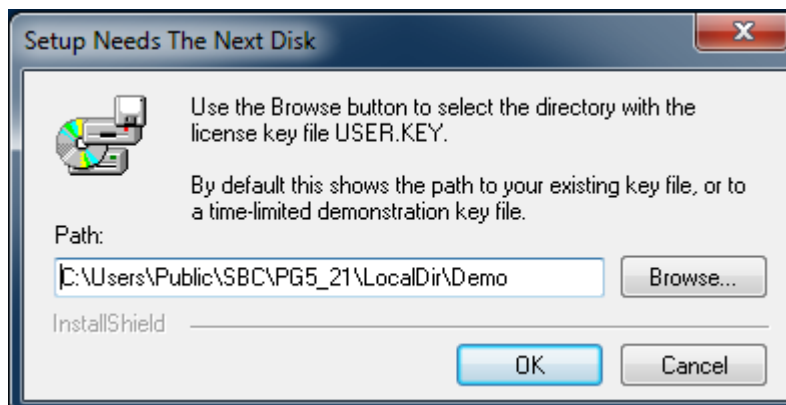 Setup Needs The Next Disk
Use the Browse button to select the directory with the
license key file USER.KEY.
By default this shows the path to your existing key file, or to
a time-limited demonstration key file.
Path:
C:\Users\Public\SBC\PG5_21\LocalDir\Demo
Browse...
InstallShield
OK
Cancel